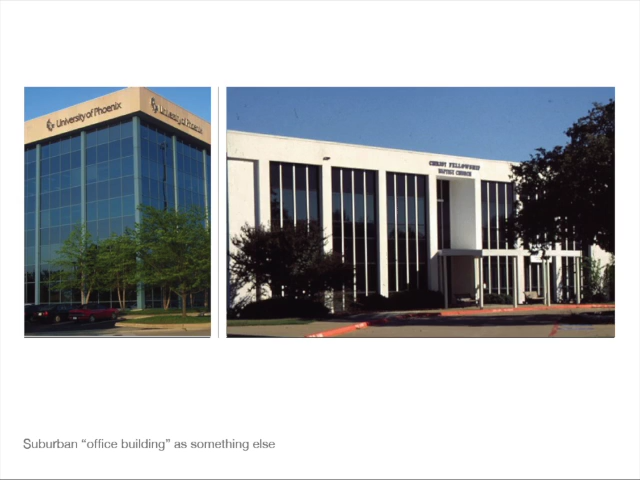 University of Phoenix
University of Phoenix
CHRIST FELLOWSHIP
BAPTIST CHURCH
Suburban “office building” as something else